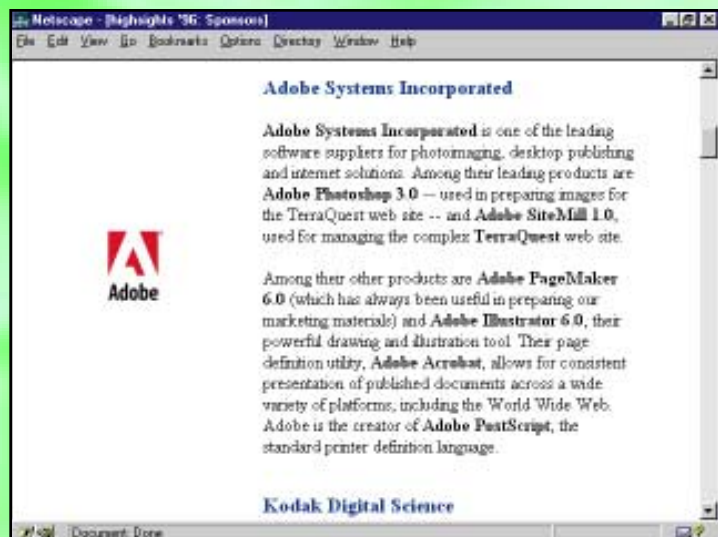 Netscape - [highsights '96: Sponsors]
File Edit View Go Bookmarks Options Directory Window Help
Adobe Systems Incorporated
Adobe Systems Incorporated is one of the leading
software suppliers for photoimaging, desktop publishing
and internet solutions. Among their leading products are
Adobe Photoshop 3.0 -- used in preparing images for
the TerraQuest web site -- and Adobe SiteMill 1.0,
used for managing the complex TerraQuest web site.
Adobe
Among their other products are Adobe PageMaker
6.0 (which has always been useful in preparing our
marketing materials) and Adobe Illustrator 6.0, their
powerful drawing and illustration tool. Their page
definition utility, Adobe Acrobat, allows for consistent
presentation of published documents across a wide
variety of platforms, including the World Wide Web.
Adobe is the creator of Adobe PostScript, the
standard printer definition language.
Kodak Digital Science
Document: Done